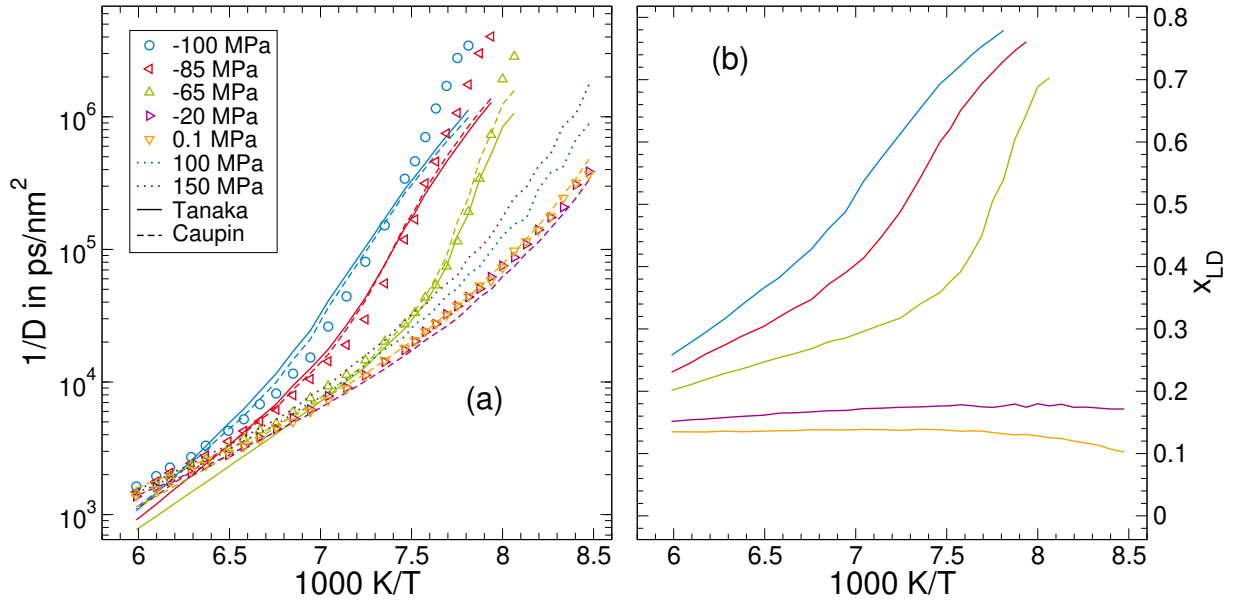 10^6
10^5
10^4
10^3
1/D in ps/nm^2
-100 MPa
-85 MPa
-65 MPa
-20 MPa
0.1 MPa
100 MPa
150 MPa
Tanaka
Caupin
(a)
6 6.5 7 7.5 8 8.5
1000 K/T
(b)
0.8
0.7
0.6
0.5
0.4
0.3
0.2
0.1
0
x_LD
6 6.5 7 7.5 8 8.5
1000 K/T